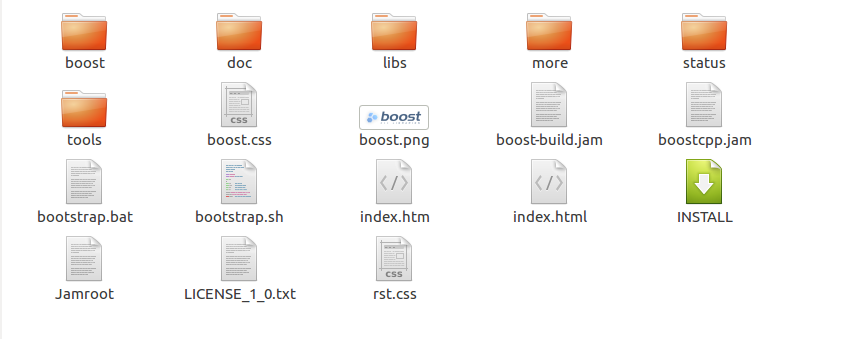 boost doc libs more status
css boost
tools boost.css boost.png boost-build.jam boostcpp.jam
</> </>
bootstrap.bat bootstrap.sh index.htm index.html INSTALL
css
Jamroot LICENSE_1_0.txt rst.css